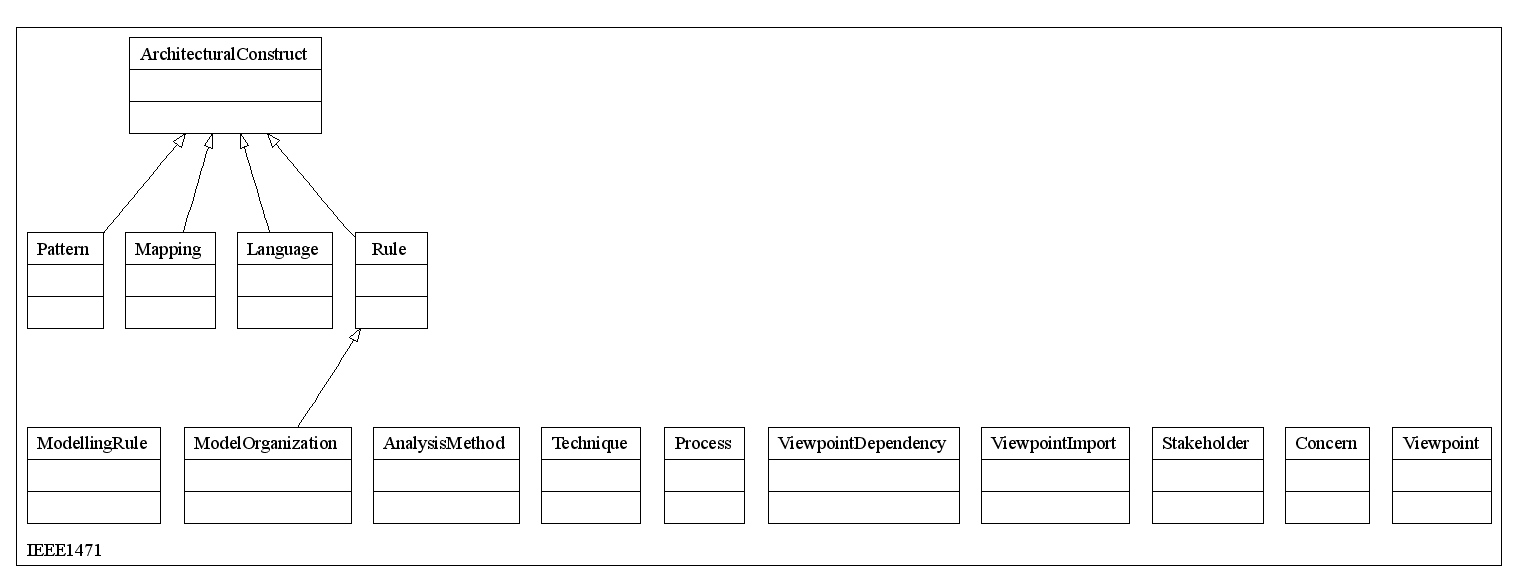 ArchitecturalConstruct
Pattern
Mapping
Language
Rule
ModellingRule
ModelOrganization
AnalysisMethod
Technique
Process
ViewpointDependency
ViewpointImport
Stakeholder
Concern
Viewpoint
IEEE1471